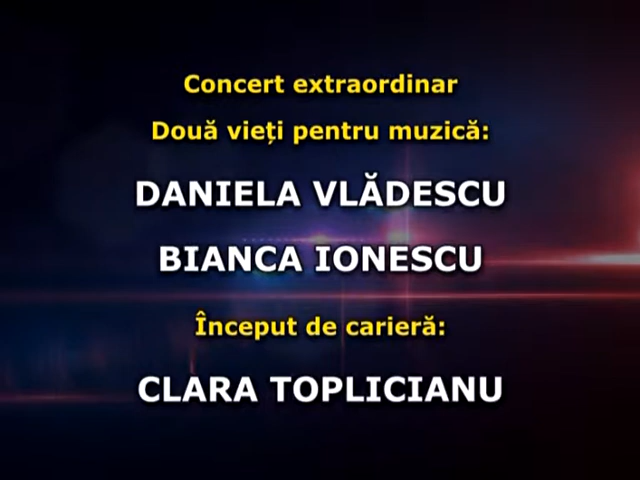 Concert extraordinar
Două vieți pentru muzică:
DANIELA VLĂDESCU
BIANCA IONESCU
Început de carieră:
CLARA TOPLICIANU